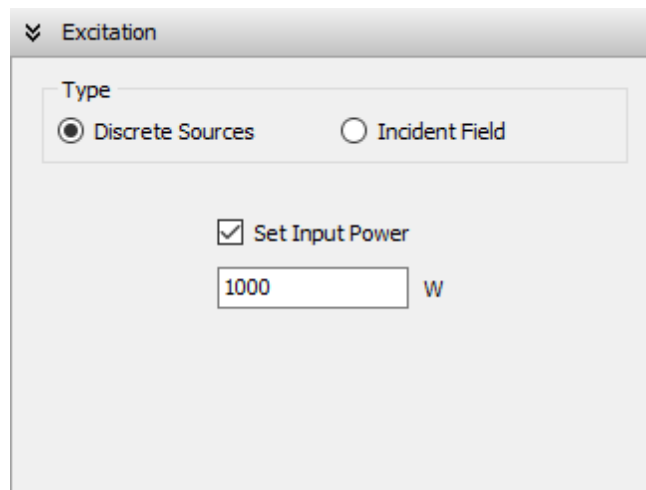 Excitation
Type
Discrete Sources Incident Field
Set Input Power
1000 W